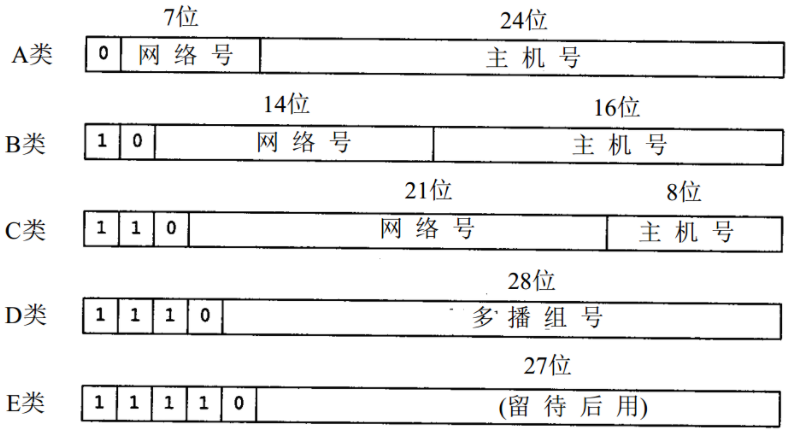 7位 24位
A类 0 网络号 主机号
14位 16位
B类 1 0 网络号 主机号
21位 8位
C类 1 1 0 网络号 主机号
28位
D类 1 1 1 0 多播组号
27位
E类 1 1 1 1 0 (留待后用)